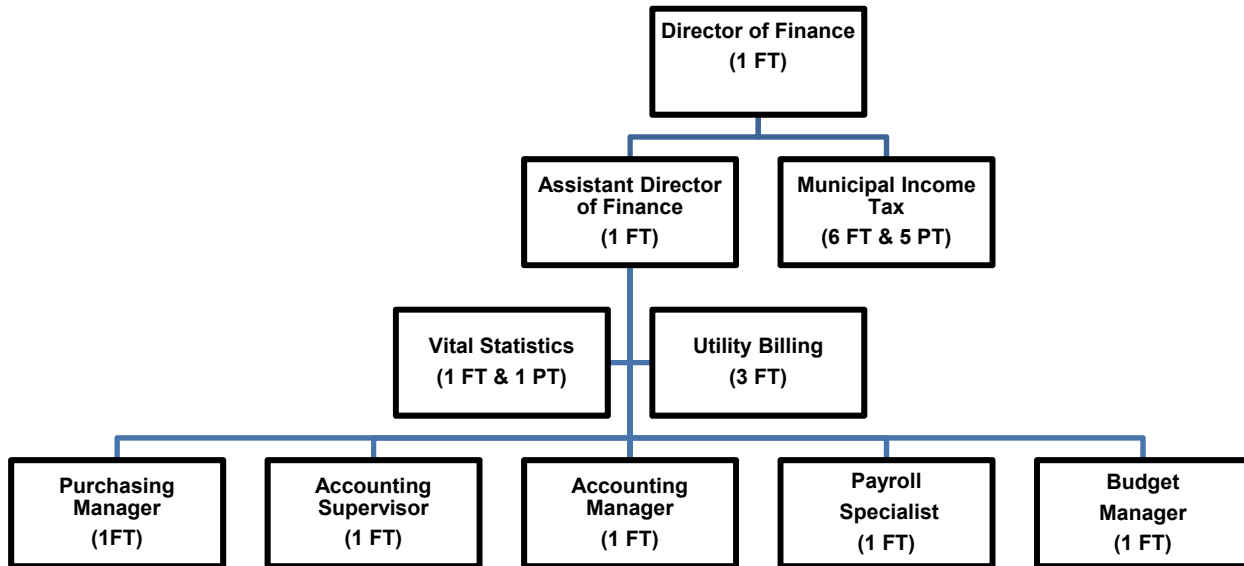 Director of Finance
(1 FT)
Assistant Director
of Finance
(1 FT)
Municipal Income
Tax
(6 FT & 5 PT)
Vital Statistics
(1 FT & 1 PT)
Utility Billing
(3 FT)
Purchasing
Manager
(1FT)
Accounting
Supervisor
(1 FT)
Accounting
Manager
(1 FT)
Payroll
Specialist
(1 FT)
Budget
Manager
(1 FT)